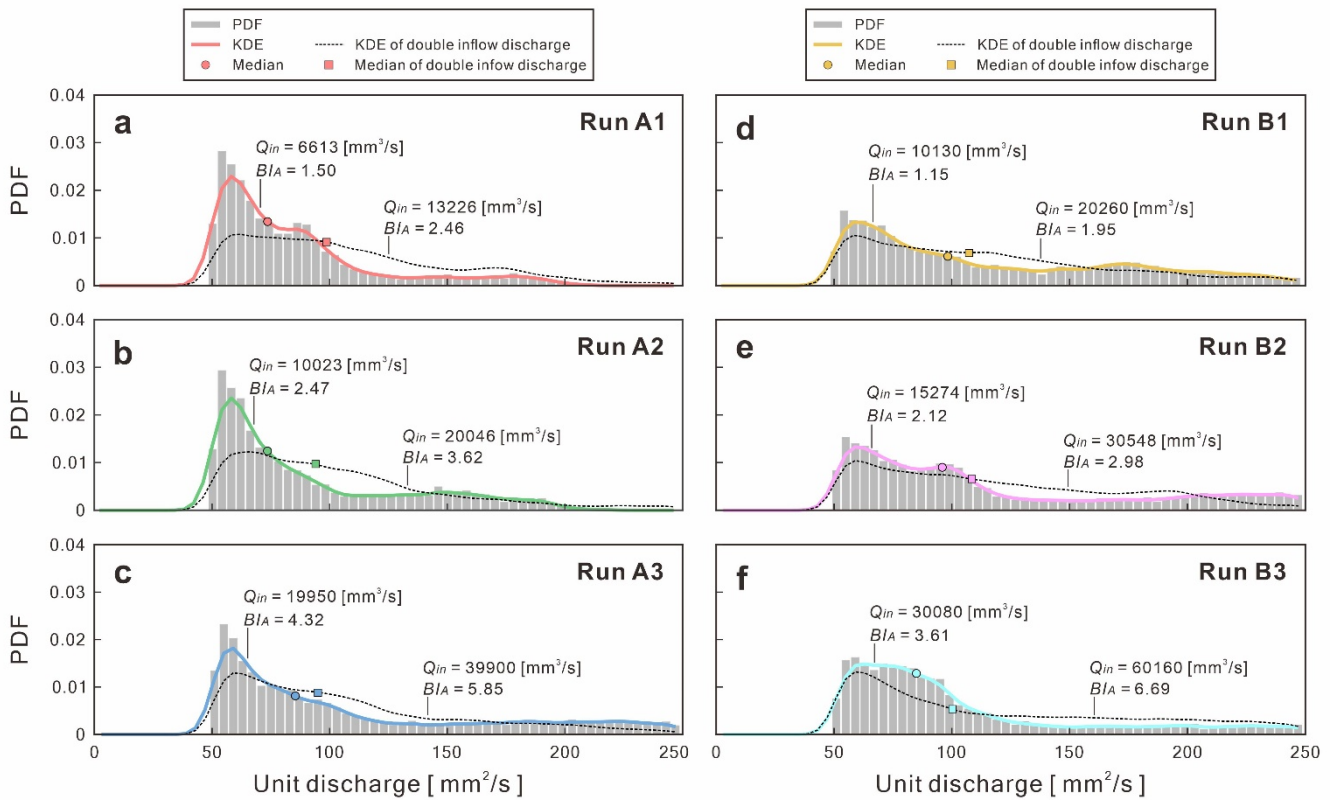 PDF
KDE
KDE of double inflow discharge
Median
Median of double infow discharge
PDF
KDE
KDE of double inflow discharge
Median
Median of double infow discharge
0.04
0.03
0.02
0.01
0
PDF
a
Run A1
Qin = 6613 [mm³/s]
BIA = 1.50
Qin = 13226 [mm³/s]
BIA = 2.46
d
Run B1
Qin = 10130 [mm³/s]
BIA = 1.15
Qin = 20260 [mm³/s]
BIA = 1.95
0.04
0.03
0.02
0.01
0
PDF
b
Run A2
Qin = 10023 [mm³/s]
BIA = 2.47
Qin = 20046 [mm³/s]
BIA = 3.62
e
Run B2
Qin = 15274 [mm³/s]
BIA = 2.12
Qin = 30548 [mm³/s]
BIA = 2.98
0.04
0.03
0.02
0.01
0
PDF
c
Run A3
Qin = 19950 [mm³/s]
BIA = 4.32
Qin = 39900 [mm³/s]
BIA = 5.85
f
Run B3
Qin = 30080 [mm³/s]
BIA = 3.61
Qin = 60160 [mm³/s]
BIA = 6.69
0 50 100 150 200 250
0 50 100 150 200 250
Unit discharge [ mm²/s ]
Unit discharge [ mm²/s ]